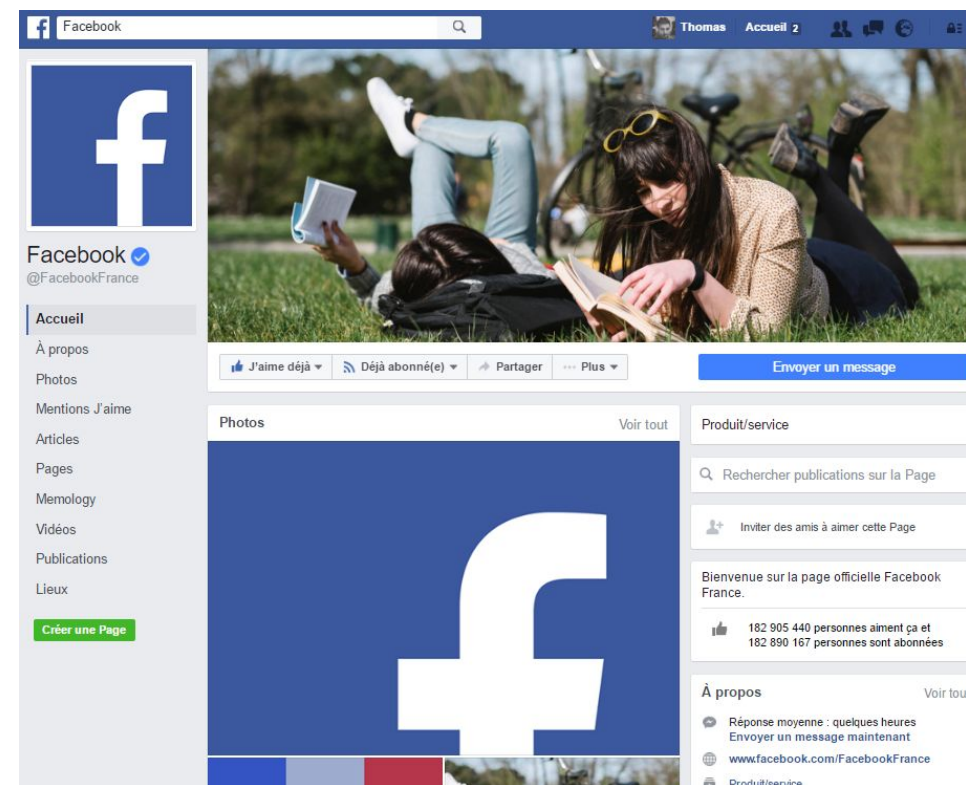 Facebook
Thomas
Accueil 2
Facebook
@FacebookFrance
Accueil
À propos
Photos
Mentions J'aime
Articles
Pages
Memology
Vidéos
Publications
Lieux
Créer une Page
J'aime déjà
Déjà abonné(e)
Partager
Plus
Envoyer un message
Photos
Voir tout
Produit/service
Rechercher publications sur la Page
Inviter des amis à aimer cette Page
Bienvenue sur la page officielle Facebook
France.
182 905 440 personnes aiment ça et
182 890 167 personnes sont abonnées
À propos
Voir tou
Réponse moyenne : quelques heures
Envoyer un message maintenant
www.facebook.com/FacebookFrance
Produit/service